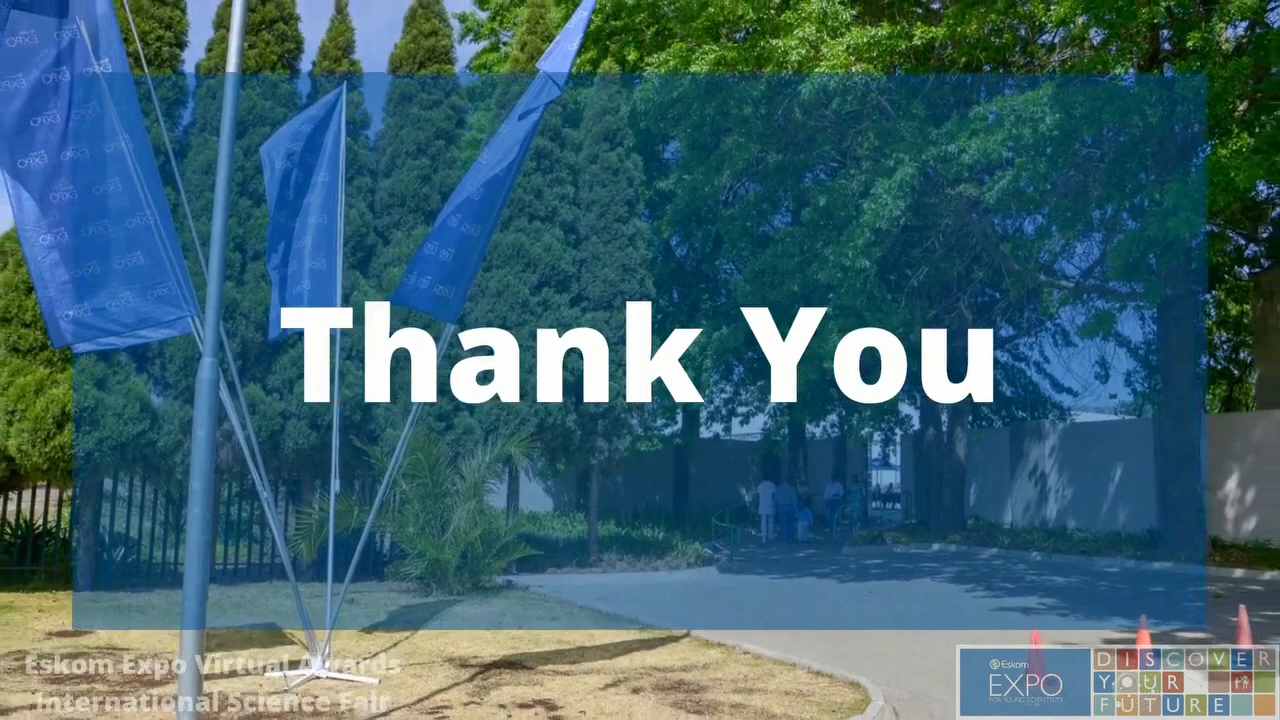 Thank You
Eskom Expo Virtual Awards
International Science Fair
Eskom
EXPO
FOR YOUNG SCIENTISTS
DISCOVER
YOUR
FUTURE